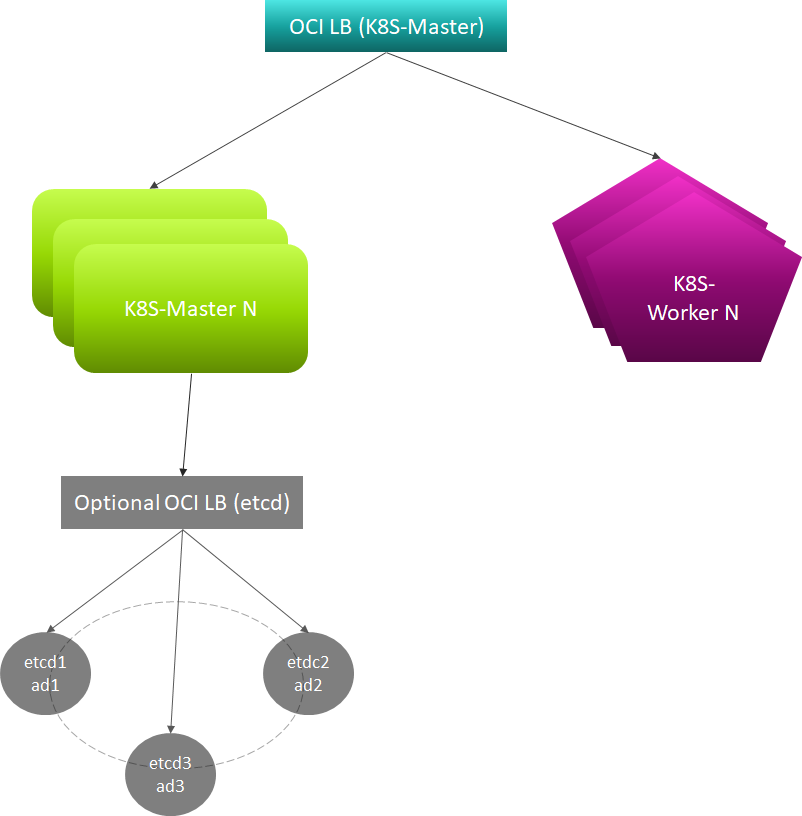 OCI LB (K8S-Master)
K8S-Master N
K8S-
Worker N
Optional OCI LB (etcd)
etcd1
ad1
etdc2
ad2
etcd3
ad3